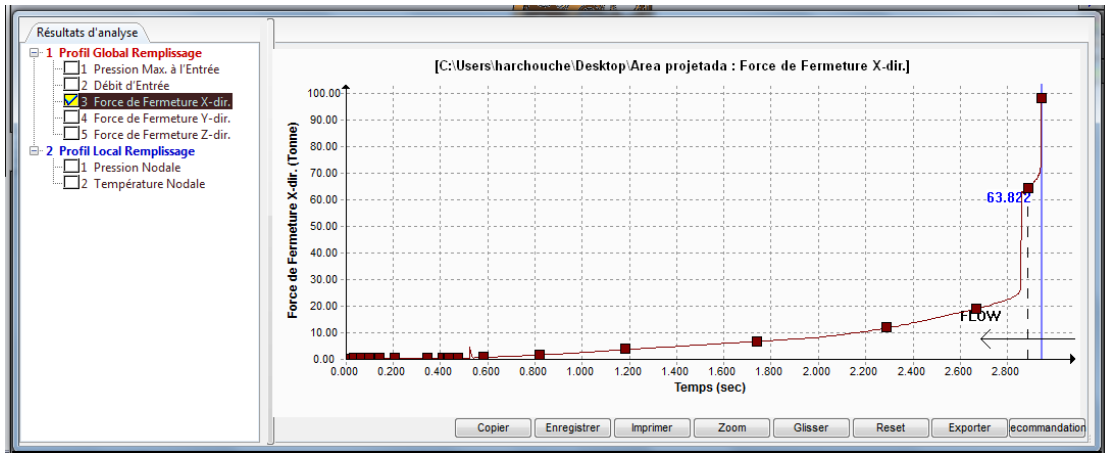 Résultats d'analyse
1 Profil Global Remplissage
1 Pression Max. à l'Entrée
2 Débit d'Entrée
3 Force de Fermeture X-dir.
4 Force de Fermeture Y-dir.
5 Force de Fermeture Z-dir.
2 Profil Local Remplissage
1 Pression Nodale
2 Température Nodale
[C:\Users\harchouche\Desktop\Area projetada : Force de Fermeture X-dir.]
Force de Fermeture X-dir. (Tonne)
100.00
90.00
80.00
70.00
60.00
50.00
40.00
30.00
20.00
10.00
0.00
63.822
FLOW
0.000 0.200 0.400 0.600 0.800 1.000 1.200 1.400 1.600 1.800 2.000 2.200 2.400 2.600 2.800
Temps (sec)
Copier Enregistrer Imprimer Zoom Glisser Reset Exporter ecommandation